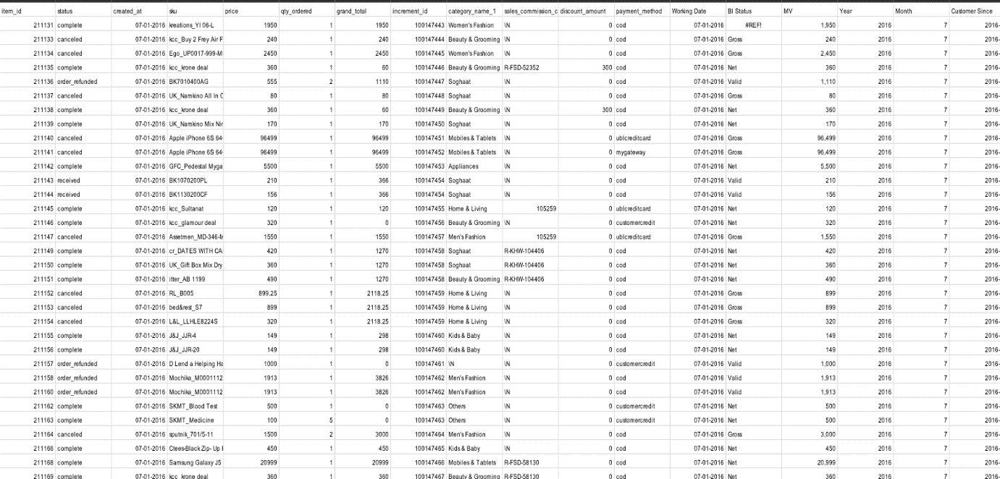 item_id status created_at sku price qty_ordered grand_total increment_id category_name_1 sales_commission_c discount_amount payment_method Working Date BI Status MV Year Month Customer Since
211131 complete 07-01-2016 kreations_YI 06-L 1950 1 1950 100147443 Women's Fashion \N 0 cod 07-01-2016 #REF! 1,950 2016 7 2016-
211133 canceled 07-01-2016 kcc_Buy 2 Frey Air F 240 1 240 100147444 Beauty & Grooming \N 0 cod 07-01-2016 Gross 240 2016 7 2016-
211134 canceled 07-01-2016 Ego_UP0017-999-M 2450 1 2450 100147445 Women's Fashion \N 0 cod 07-01-2016 Gross 2,450 2016 7 2016-
211135 complete 07-01-2016 kcc_krone deal 360 1 60 100147446 Beauty & Grooming R-FSD-52352 300 cod 07-01-2016 Net 360 2016 7 2016-
211136 order_refunded 07-01-2016 BK7010400AG 555 2 1110 100147447 Soghaat \N 0 cod 07-01-2016 Valid 1,110 2016 7 2016-
211137 canceled 07-01-2016 UK_Namkino All In C 80 1 80 100147448 Soghaat \N 0 cod 07-01-2016 Gross 80 2016 7 2016-
211138 complete 07-01-2016 kcc_krone deal 360 1 60 100147449 Beauty & Grooming \N 300 cod 07-01-2016 Net 360 2016 7 2016-
211139 complete 07-01-2016 UK_Namkino Mix Nir 170 1 170 100147450 Soghaat \N 0 cod 07-01-2016 Net 170 2016 7 2016-
211140 canceled 07-01-2016 Apple iPhone 6S 64 96499 1 96499 100147451 Mobiles & Tablets \N 0 ublcreditcard 07-01-2016 Gross 96,499 2016 7 2016-
211141 canceled 07-01-2016 Apple iPhone 6S 64 96499 1 96499 100147452 Mobiles & Tablets \N 0 mygateway 07-01-2016 Gross 96,499 2016 7 2016-
211142 complete 07-01-2016 GFC_Pedestal Myga 5500 1 5500 100147453 Appliances \N 0 cod 07-01-2016 Net 5,500 2016 7 2016-
211143 received 07-01-2016 BK1070200PL 210 1 366 100147454 Soghaat \N 0 cod 07-01-2016 Valid 210 2016 7 2016-
211144 received 07-01-2016 BK1130200CF 156 1 366 100147454 Soghaat \N 0 cod 07-01-2016 Valid 156 2016 7 2016-
211145 complete 07-01-2016 kcc_Sultanat 120 1 120 100147455 Home & Living 105259 0 ublcreditcard 07-01-2016 Net 120 2016 7 2016-
211146 complete 07-01-2016 kcc_glamour deal 320 1 0 100147456 Beauty & Grooming \N 0 customercredit 07-01-2016 Net 320 2016 7 2016-
211147 canceled 07-01-2016 Assetmen_MD-346-M 1550 1 1550 100147457 Men's Fashion 105259 0 ublcreditcard 07-01-2016 Gross 1,550 2016 7 2016-
211149 complete 07-01-2016 cr_DATES WITH CA 420 1 1270 100147458 Soghaat R-KHW-104406 0 cod 07-01-2016 Net 420 2016 7 2016-
211150 complete 07-01-2016 UK_Gift Box Mix Dry 360 1 1270 100147458 Soghaat R-KHW-104406 0 cod 07-01-2016 Net 360 2016 7 2016-
211151 complete 07-01-2016 itter_AB 1199 490 1 1270 100147458 Beauty & Grooming R-KHW-104406 0 cod 07-01-2016 Net 490 2016 7 2016-
211152 canceled 07-01-2016 RL_B005 899.25 1 2118.25 100147459 Home & Living \N 0 cod 07-01-2016 Gross 899 2016 7 2016-
211153 canceled 07-01-2016 bed&rest_S7 899 1 2118.25 100147459 Home & Living \N 0 cod 07-01-2016 Gross 899 2016 7 2016-
211154 canceled 07-01-2016 L&L_LLHLE8224S 320 1 2118.25 100147459 Home & Living \N 0 cod 07-01-2016 Gross 320 2016 7 2016-
211155 complete 07-01-2016 J&J_JJR-4 149 1 298 100147460 Kids & Baby \N 0 cod 07-01-2016 Net 149 2016 7 2016-
211156 complete 07-01-2016 J&J_JJR-20 149 1 298 100147460 Kids & Baby \N 0 cod 07-01-2016 Net 149 2016 7 2016-
211157 order_refunded 07-01-2016 D Lend a Helping Ha 1000 1 0 100147461 \N \N 0 customercredit 07-01-2016 Valid 1,000 2016 7 2016-
211158 order_refunded 07-01-2016 Mochika_M0001112 1913 1 3826 100147462 Men's Fashion \N 0 cod 07-01-2016 Valid 1,913 2016 7 2016-
211160 order_refunded 07-01-2016 Mochika_M0001112 1913 1 3826 100147462 Men's Fashion \N 0 cod 07-01-2016 Valid 1,913 2016 7 2016-
211162 complete 07-01-2016 SKMT_Blood Test 500 1 0 100147463 Others \N 0 customercredit 07-01-2016 Net 500 2016 7 2016-
211163 complete 07-01-2016 SKMT_Medicine 100 5 0 100147463 Others \N 0 customercredit 07-01-2016 Net 500 2016 7 2016-
211164 canceled 07-01-2016 sputnik_701/5-11 1500 2 3000 100147464 Men's Fashion \N 0 cod 07-01-2016 Gross 3,000 2016 7 2016-
211166 complete 07-01-2016 Ctees-Black Zip- Up 450 1 450 100147465 Kids & Baby \N 0 cod 07-01-2016 Net 450 2016 7 2016-
211168 complete 07-01-2016 Samsung Galaxy J5 20999 1 20999 100147466 Mobiles & Tablets R-FSD-58130 0 cod 07-01-2016 Net 20,999 2016 7 2016-
211169 complete 07-01-2016 kcc_krone deal 360 1 360 100147467 Beauty & Grooming R-FSD-58130 0 cod 07-01-2016 Net 360 2016 7 2016-